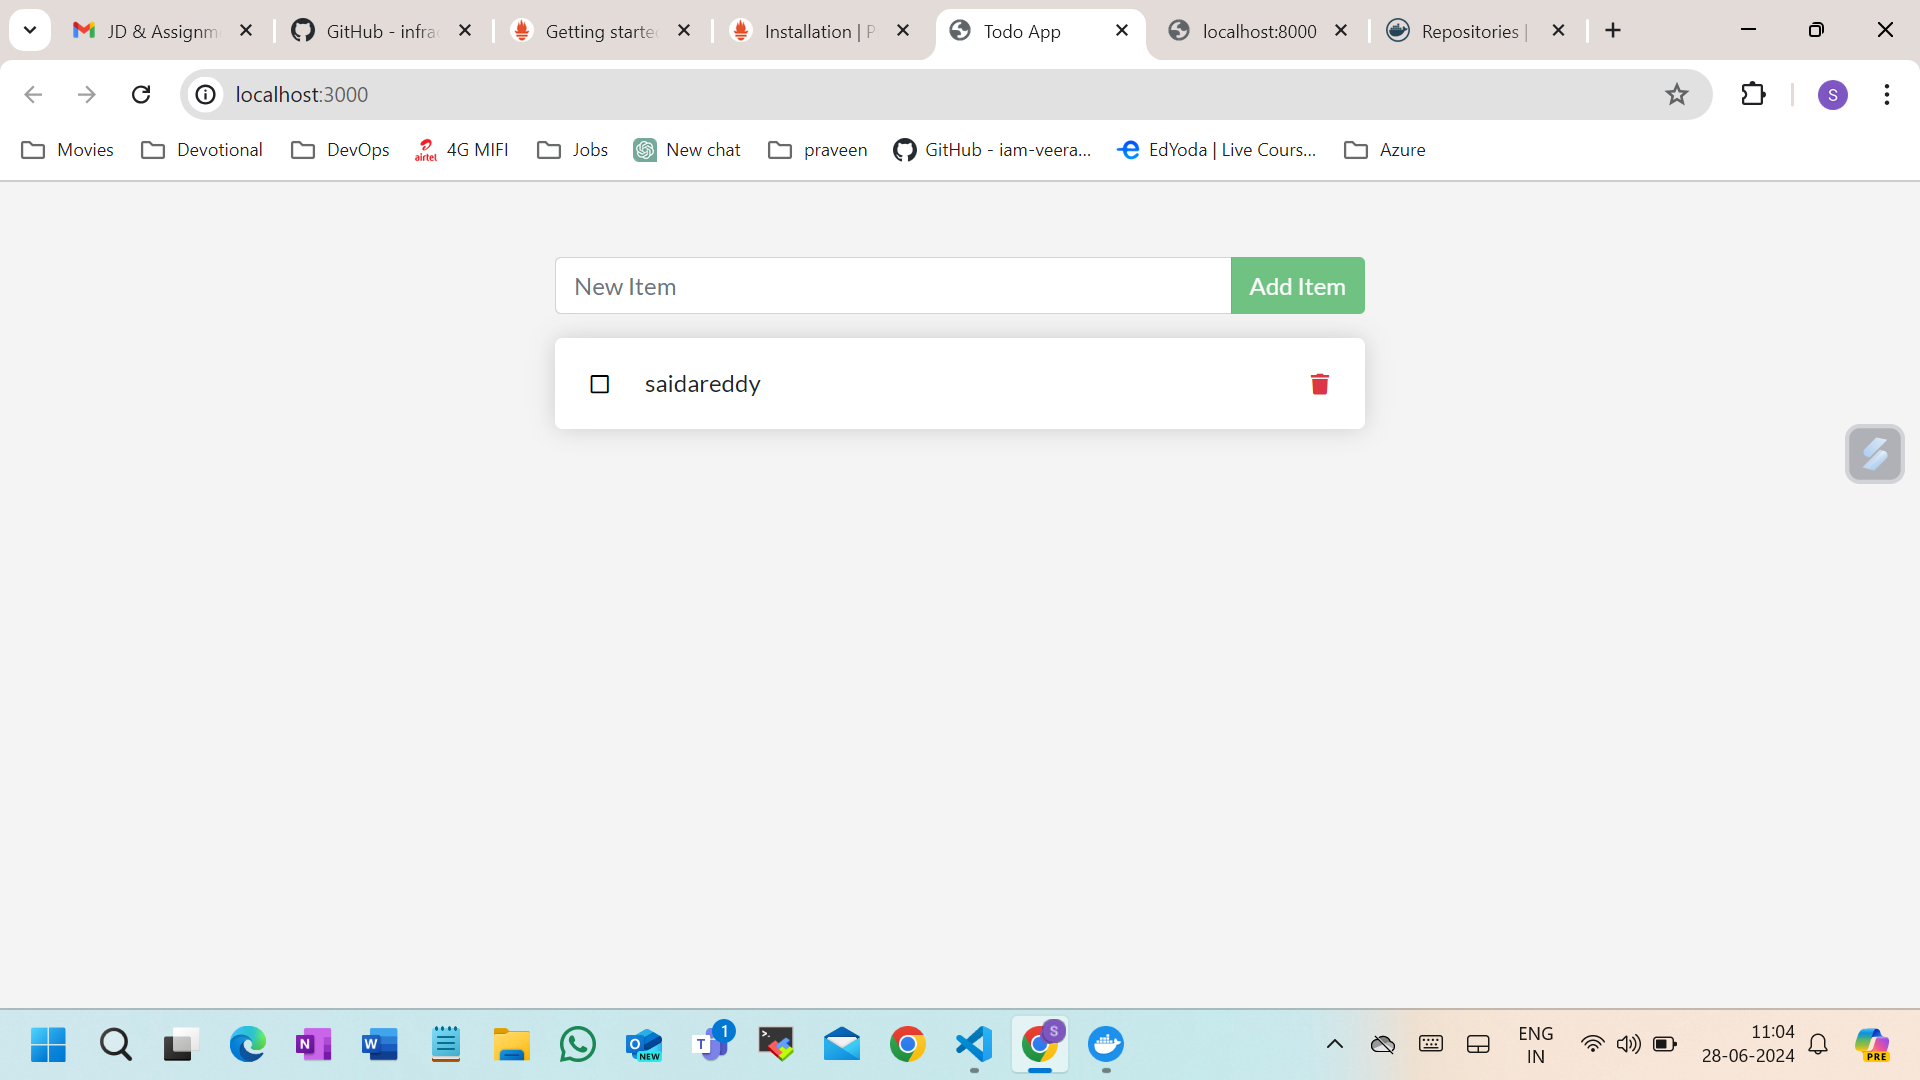 JD & Assignm
GitHub - infra
Getting starte
Installation | P
Todo App
localhost:8000
Repositories |
localhost:3000
S
Movies
Devotional
DevOps
airtel
4G MIFI
Jobs
New chat
praveen
GitHub - iam-veera...
EdYoda | Live Cours...
Azure
New Item
Add Item
saidareddy
N
W
O
NEW
T
1
S
ENG
IN
11:04
28-06-2024
PRE